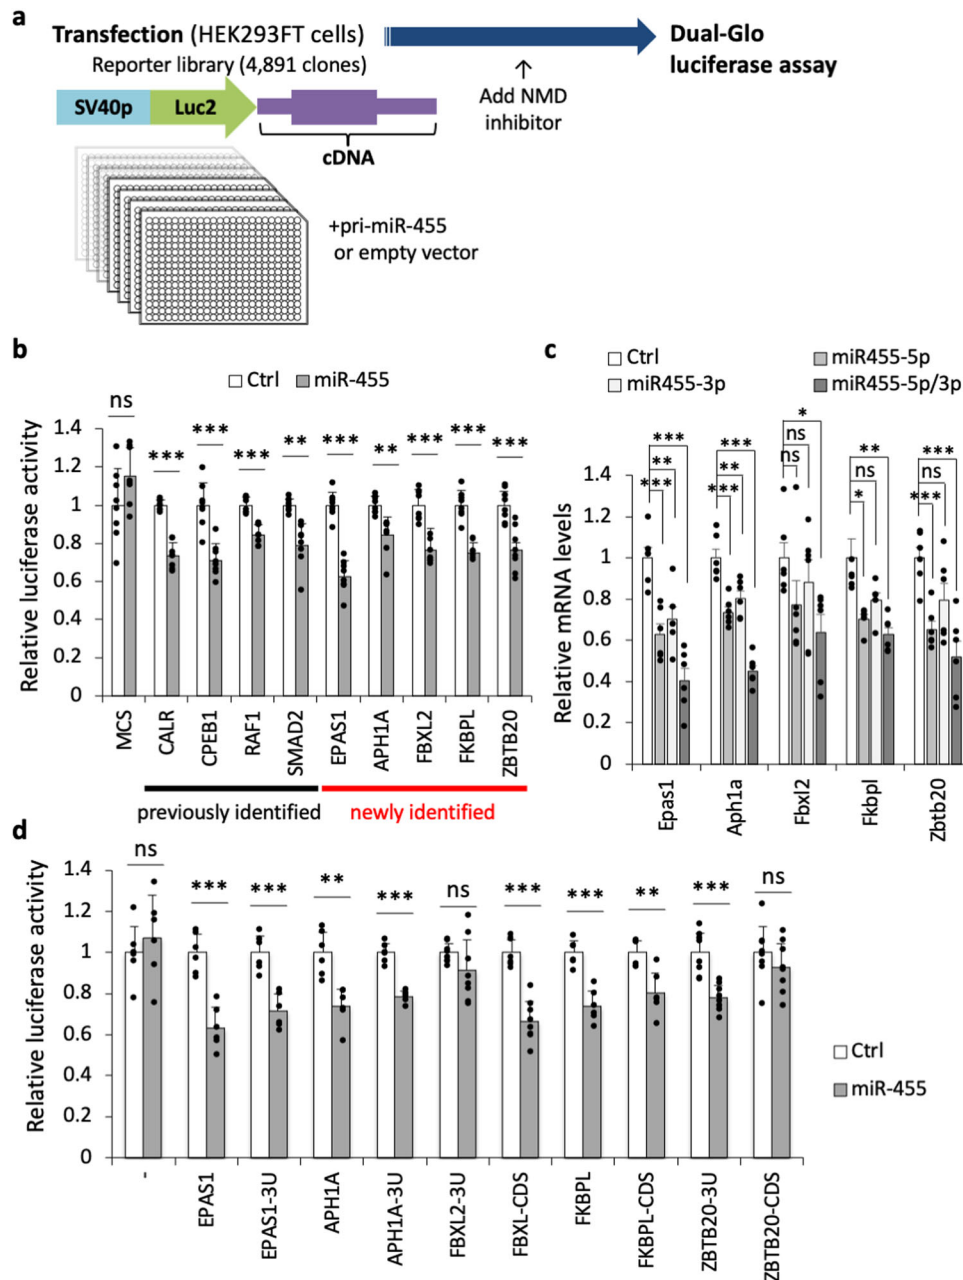 a
Transfection (HEK293FT cells)
Reporter library (4,891 clones)
SV40p
Luc2
cDNA
Add NMD
inhibitor
Dual-Glo
luciferase assay
+pri-miR-455
or empty vector
b
Ctrl miR-455
Relative luciferase activity
1.4
1.2
1
0.8
0.6
0.4
0.2
0
ns *** *** *** ** *** ** *** *** ***
MCS
CALR
CPEB1
RAF1
SMAD2
EPAS1
APH1A
FBXL2
FKBPL
ZBTB20
previously identified
newly identified
c
Ctrl
miR455-5p
miR455-3p
miR455-5p/3p
Relative mRNA levels
1.4
1.2
1
0.8
0.6
0.4
0.2
0
***
**
***
***
**
***
*
ns
ns
**
ns
*
***
ns
***
Epas1
Aph1a
Fbxl2
Fkbpl
Zbtb20
d
Relative luciferase activity
1.4
1.2
1
0.8
0.6
0.4
0.2
0
ns *** *** ** *** ns *** *** ** *** ns
-
EPAS1
EPAS1-3U
APH1A
APH1A-3U
FBXL2-3U
FBXL-CDS
FKBPL
FKBPL-CDS
ZBTB20-3U
ZBTB20-CDS
Ctrl
miR-455